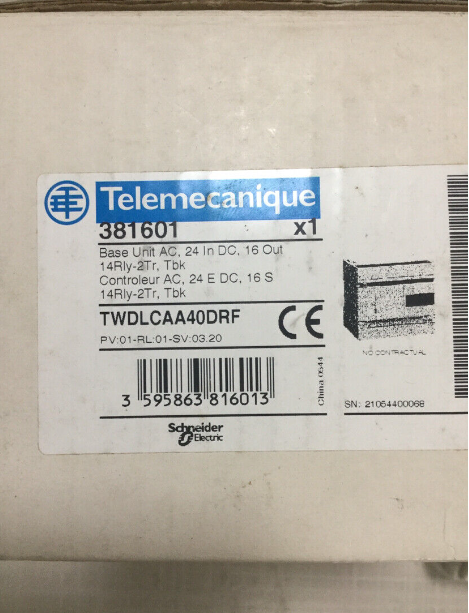 Telemecanique
381601 x1
Base Unit AC, 24 In DC, 16 Out
14Rly-2Tr, Tbk
Controleur AC, 24 E DC, 16 S
14Rly-2Tr, Tbk
TWDLCAA40DRF CE
PV:01-RL:01-SV:03.20
NO CONTRACTUAL
China 0644
3 595863 816013
SN: 21054400068
Schneider
Electric